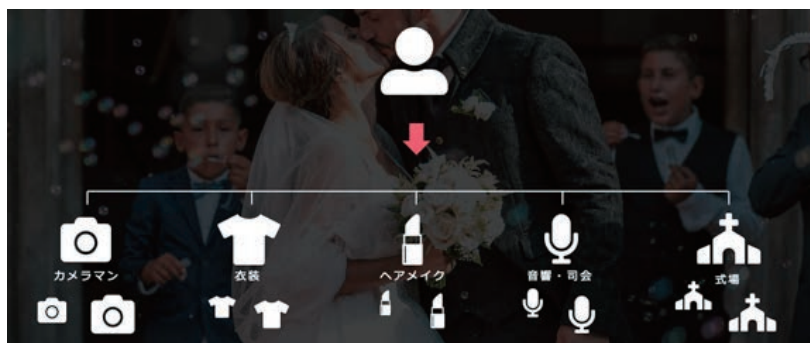 カメラマン
衣装
ヘアメイク
音響・司会
式場